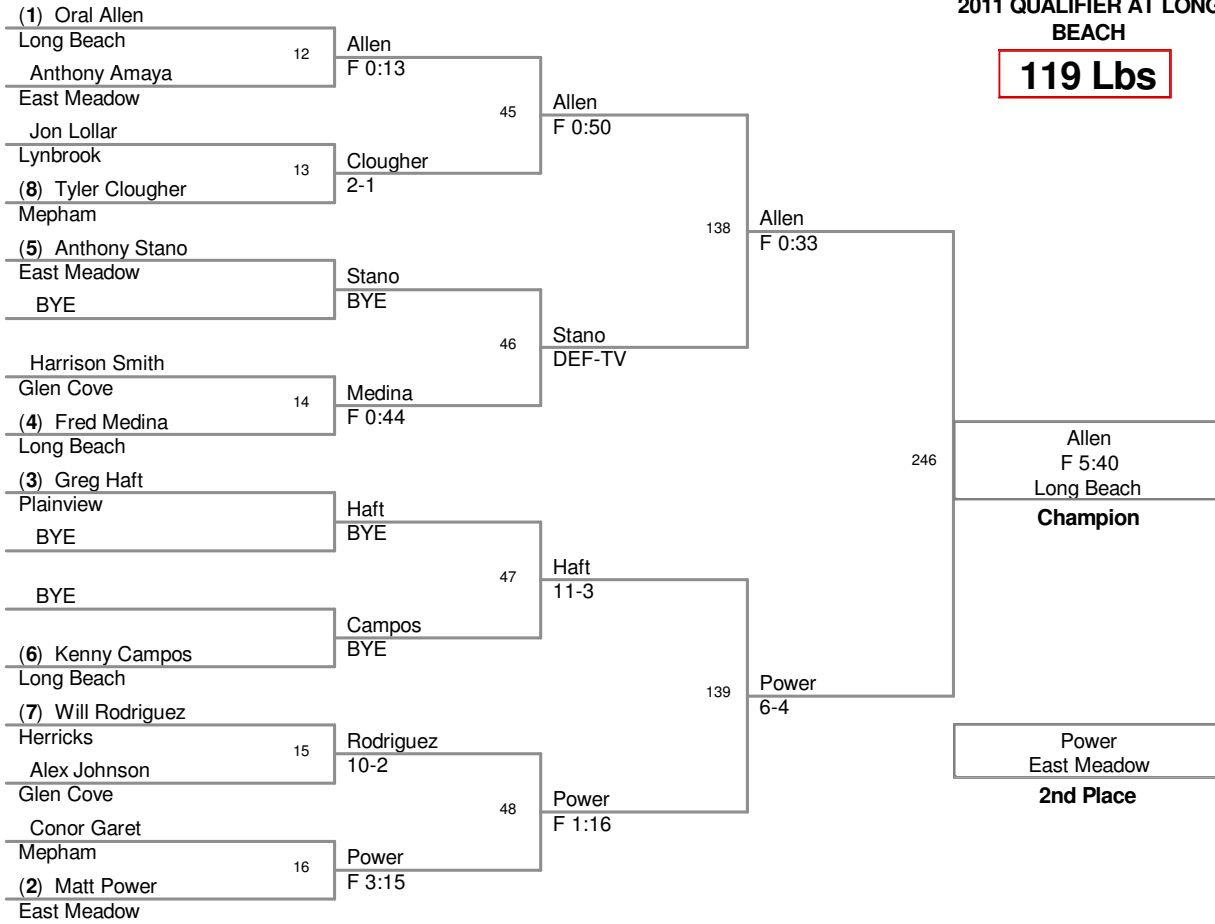 2011 QUALIFIER AT LONG
BEACH
119 Lbs
(1) Oral Allen
Long Beach
12
Anthony Amaya
East Meadow
Jon Lollar
Lynbrook
13
(8) Tyler Clougher
Mepham
(5) Anthony Stano
East Meadow
BYE
Harrison Smith
Glen Cove
14
(4) Fred Medina
Long Beach
(3) Greg Haft
Plainview
BYE
BYE
(6) Kenny Campos
Long Beach
(7) Will Rodriguez
Herricks
15
Alex Johnson
Glen Cove
Conor Garet
Mepham
16
(2) Matt Power
East Meadow
Allen
F 0:13
45
Clougher
2-1
Stano
BYE
46
Medina
F 0:44
Haft
BYE
47
Campos
BYE
Rodriguez
10-2
48
Power
F 3:15
Allen
F 0:50
138
Stano
DEF-TV
Haft
11-3
139
Power
F 1:16
Allen
F 0:33
246
Power
6-4
Allen
F 5:40
Long Beach
Champion
Power
East Meadow
2nd Place